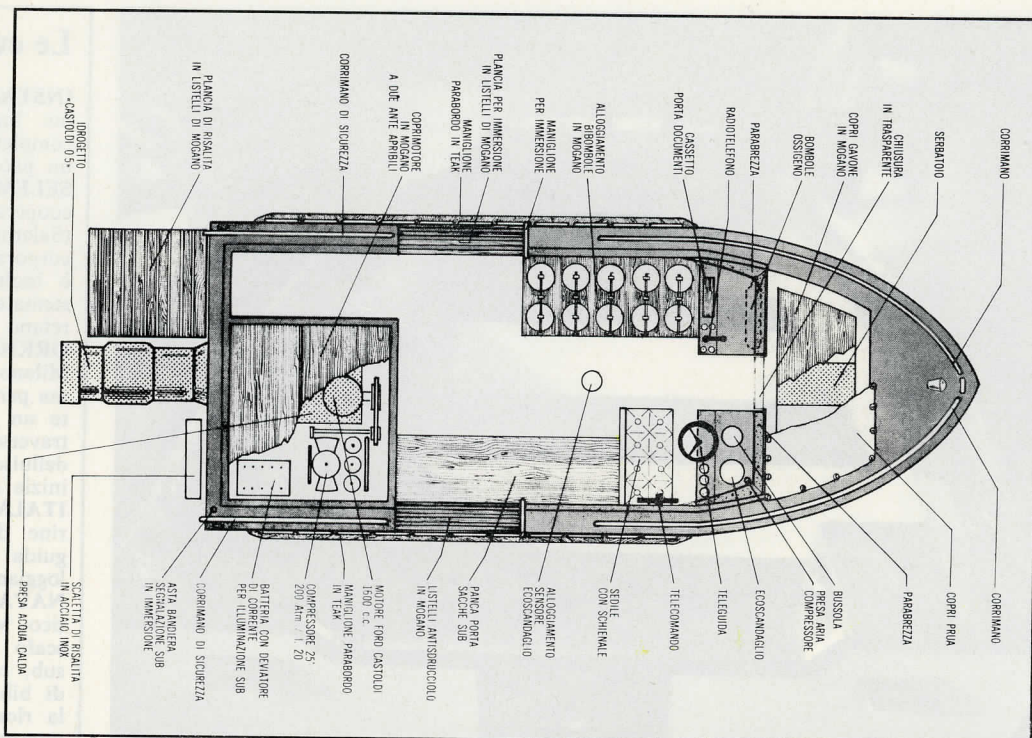 CORRIMANO
SERBATOIO
CHIUSURA
IN TRASPARENTE
COPRI GAVONE
IN MOGANO
BOMBOLE
OSSIGENO
PARABREZZA
RADIOTELEFONO
CASSETTO
PORTA DOCUMENTI
ALLOGGIAMENTO
BIBOMBOLE
IN MOGANO
MANIGLIONE
PER IMMERSIONE
PLANCIA PER IMMERSIONE
IN LISTELLI DI MOGANO
MANIGLIONE
PARABORDO IN TEAK
CORRIMANO DI SICUREZZA
COPRIMOTORE
IN MOGANO
A DUE ANTE APRIBILI
PLANCIA DI RISALITA
IN LISTELLI DI MOGANO
IDROGETTO
«CASTOLDI 05»
CORRIMANO
COPRI PRUA
PARABREZZA
BUSSOLA
PRESA ARIA
COMPRESSORE
ECOSCANDAGLIO
TELEGUIDA
TELECOMANDO
SEDILE
CON SCHIENALE
ALLOGGIAMENTO
SENSORE
ECOSCANDAGLIO
PANCA PORTA
SACCHE SUB
LISTELLI ANTISDRUCCIOLO
IN MOGANO
MOTORE FORD CASTOLDI
1600 c.c.
MANIGLIONE PARABORDO
IN TEAK
COMPRESSORE 25'
200 Atm 20
BATTERIA CON DEVIATORE
DI CORRENTE
PER ILLUMINAZIONE SUB
CORRIMANO DI SICUREZZA
ASTA BANDIERA
SEGNALAZIONE SUB
IN IMMERSIONE
SCALETTA DI RISALITA
IN ACCIAIO INOX
PRESA ACQUA CALDA